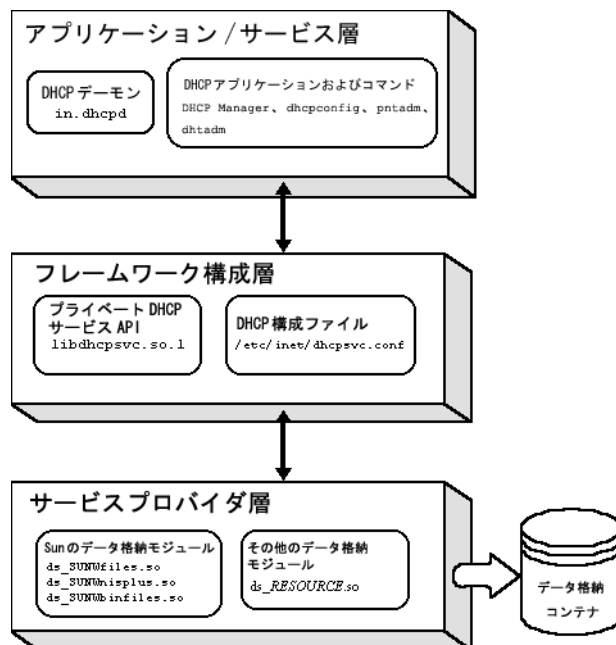 アプリケーション/サービス層
DHCP デーモン
in.dhcpd
DHCP アプリケーションおよびコマンド
DHCP Manager、dhcpconfig、pntadm、
dhtadm
フレームワーク構成層
プライベート DHCP
サービス API
libdhcpsvc.so.1
DHCP 構成ファイル
/etc/inet/dhcpsvc.conf
サービスプロバイダ層
Sunのデータ格納モジュール
ds_SUNWfiles.so
ds_SUNWnisplus.so
ds_SUNWbinfiles.so
その他のデータ格納
モジュール
ds_RESOURCE.so
データ格納
コンテナ